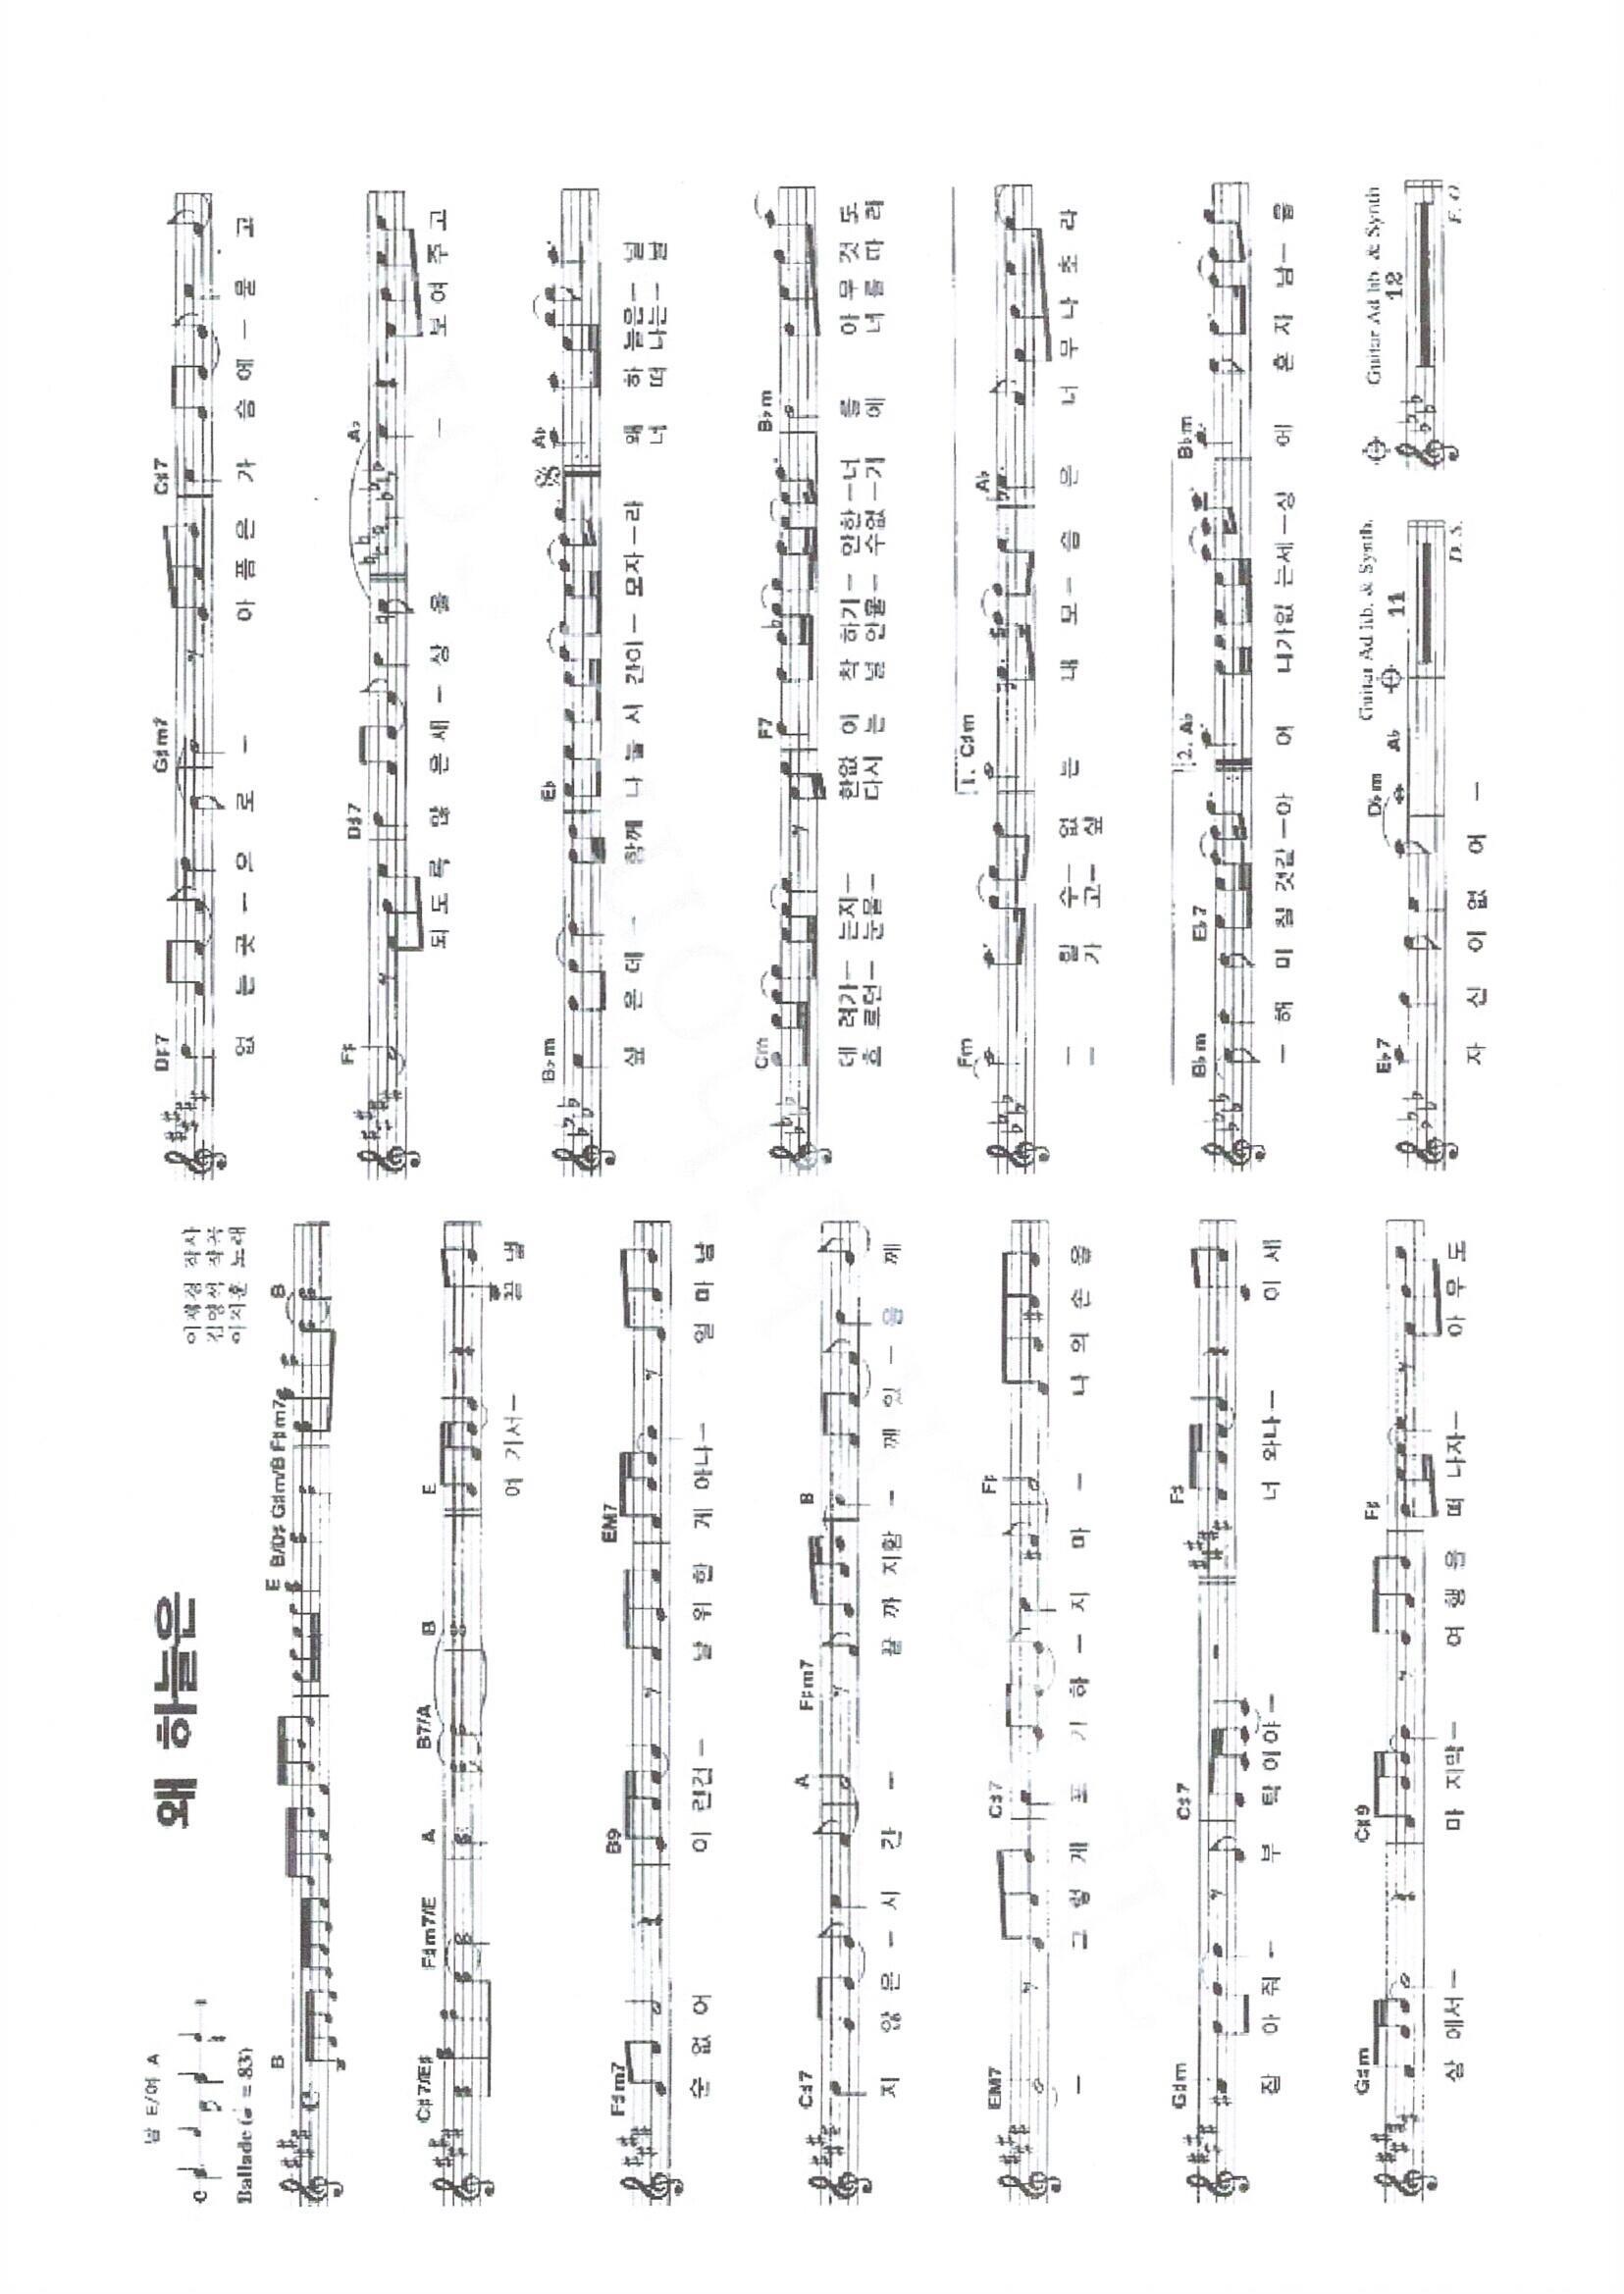 남 E/여 A
왜 하늘은
이재경 작사
김영석 작곡
이지훈 노래
Ballade (♩ = 83)
B E B/D♯ G♯m/B F♯m7 B
C♯7/E♯ F♯m7/E A B7/A B E
여 기서― 끝 낼
F♯m7 B9 EM7
순 없 어 이 런건― 날 위 한 게 아냐― 얼 마 남
C♯7 A F♯m7 B
지 않 은 ― 시 간 ― 끝 까 지함 ― 께 있 ― 을 께
EM7 C♯7 F♯
― 그 렇 게 포 기 하 ― 지 마 ― 나 의 손 을
G♯m C♯7 F♯
잡 아 줘 ― 부 탁 이야― 너 와나― 이 세
G♯m C♯9 F♯
상 에서― 마 지막― 여 행 을 떠 나자― 아 무 도
D♯7 G♯m7 C♯7
없 는 곳 ― 으 로 ― 아 픔 은 가 슴 에 ― 묻 고
F♯ D♯7 A♭
되 도 록 많 은 세 ― 상 을 ― 보 여 주 고
B♭m E♭ A♭
싶 은 데 ― 함께 나 눌 시 간이― 모자―라 왜 하 늘은― 널
너 떠 나는― 날
Cm F7 B♭m
데 려가― 는지― 한없 이 착 하기― 안한―너 를 아 무 것 도
흐 르던― 눈물― 다시 는 널 안볼― 수없―기 에 너 를 따 라
Fm 1. C♯m A♭
― 할 수― 없 는 내 모― 습 은 너 무 나 초 라
― 가 고― 싶
B♭m E♭7 2. A♭ B♭m
― 해 미 칠 것같 ―아 어 니가없 는세―상 에 혼 자 남― 을
E♭7 D♭m A♭ Guitar Ad lib. & Synth. 11 D. S.
자 신 이 없 어 ―
Guitar Ad lib. & Synth 12 F. O